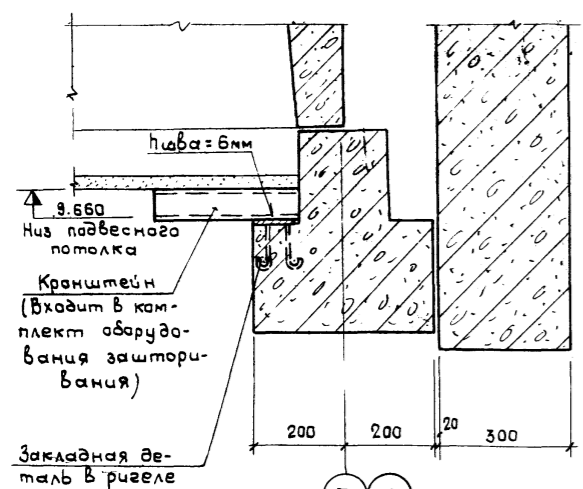 hшва = 6мм
9.660
Низ подвесного
потолка
Кронштейн
(Входит в ком-
плект оборудо-
вания зашторі-
вания)
Закладная де-
таль в ригеле
200
200
20
300